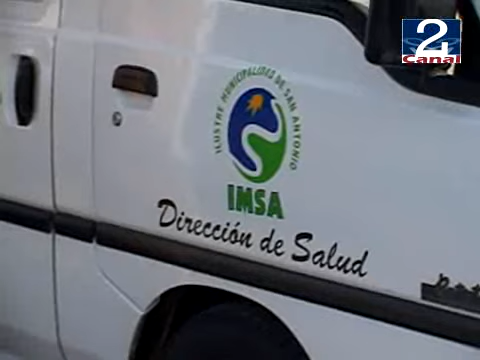 2
Canal
ILUSTRE MUNICIPALIDAD DE SAN ANTONIO
IMSA
Dirección de Salud